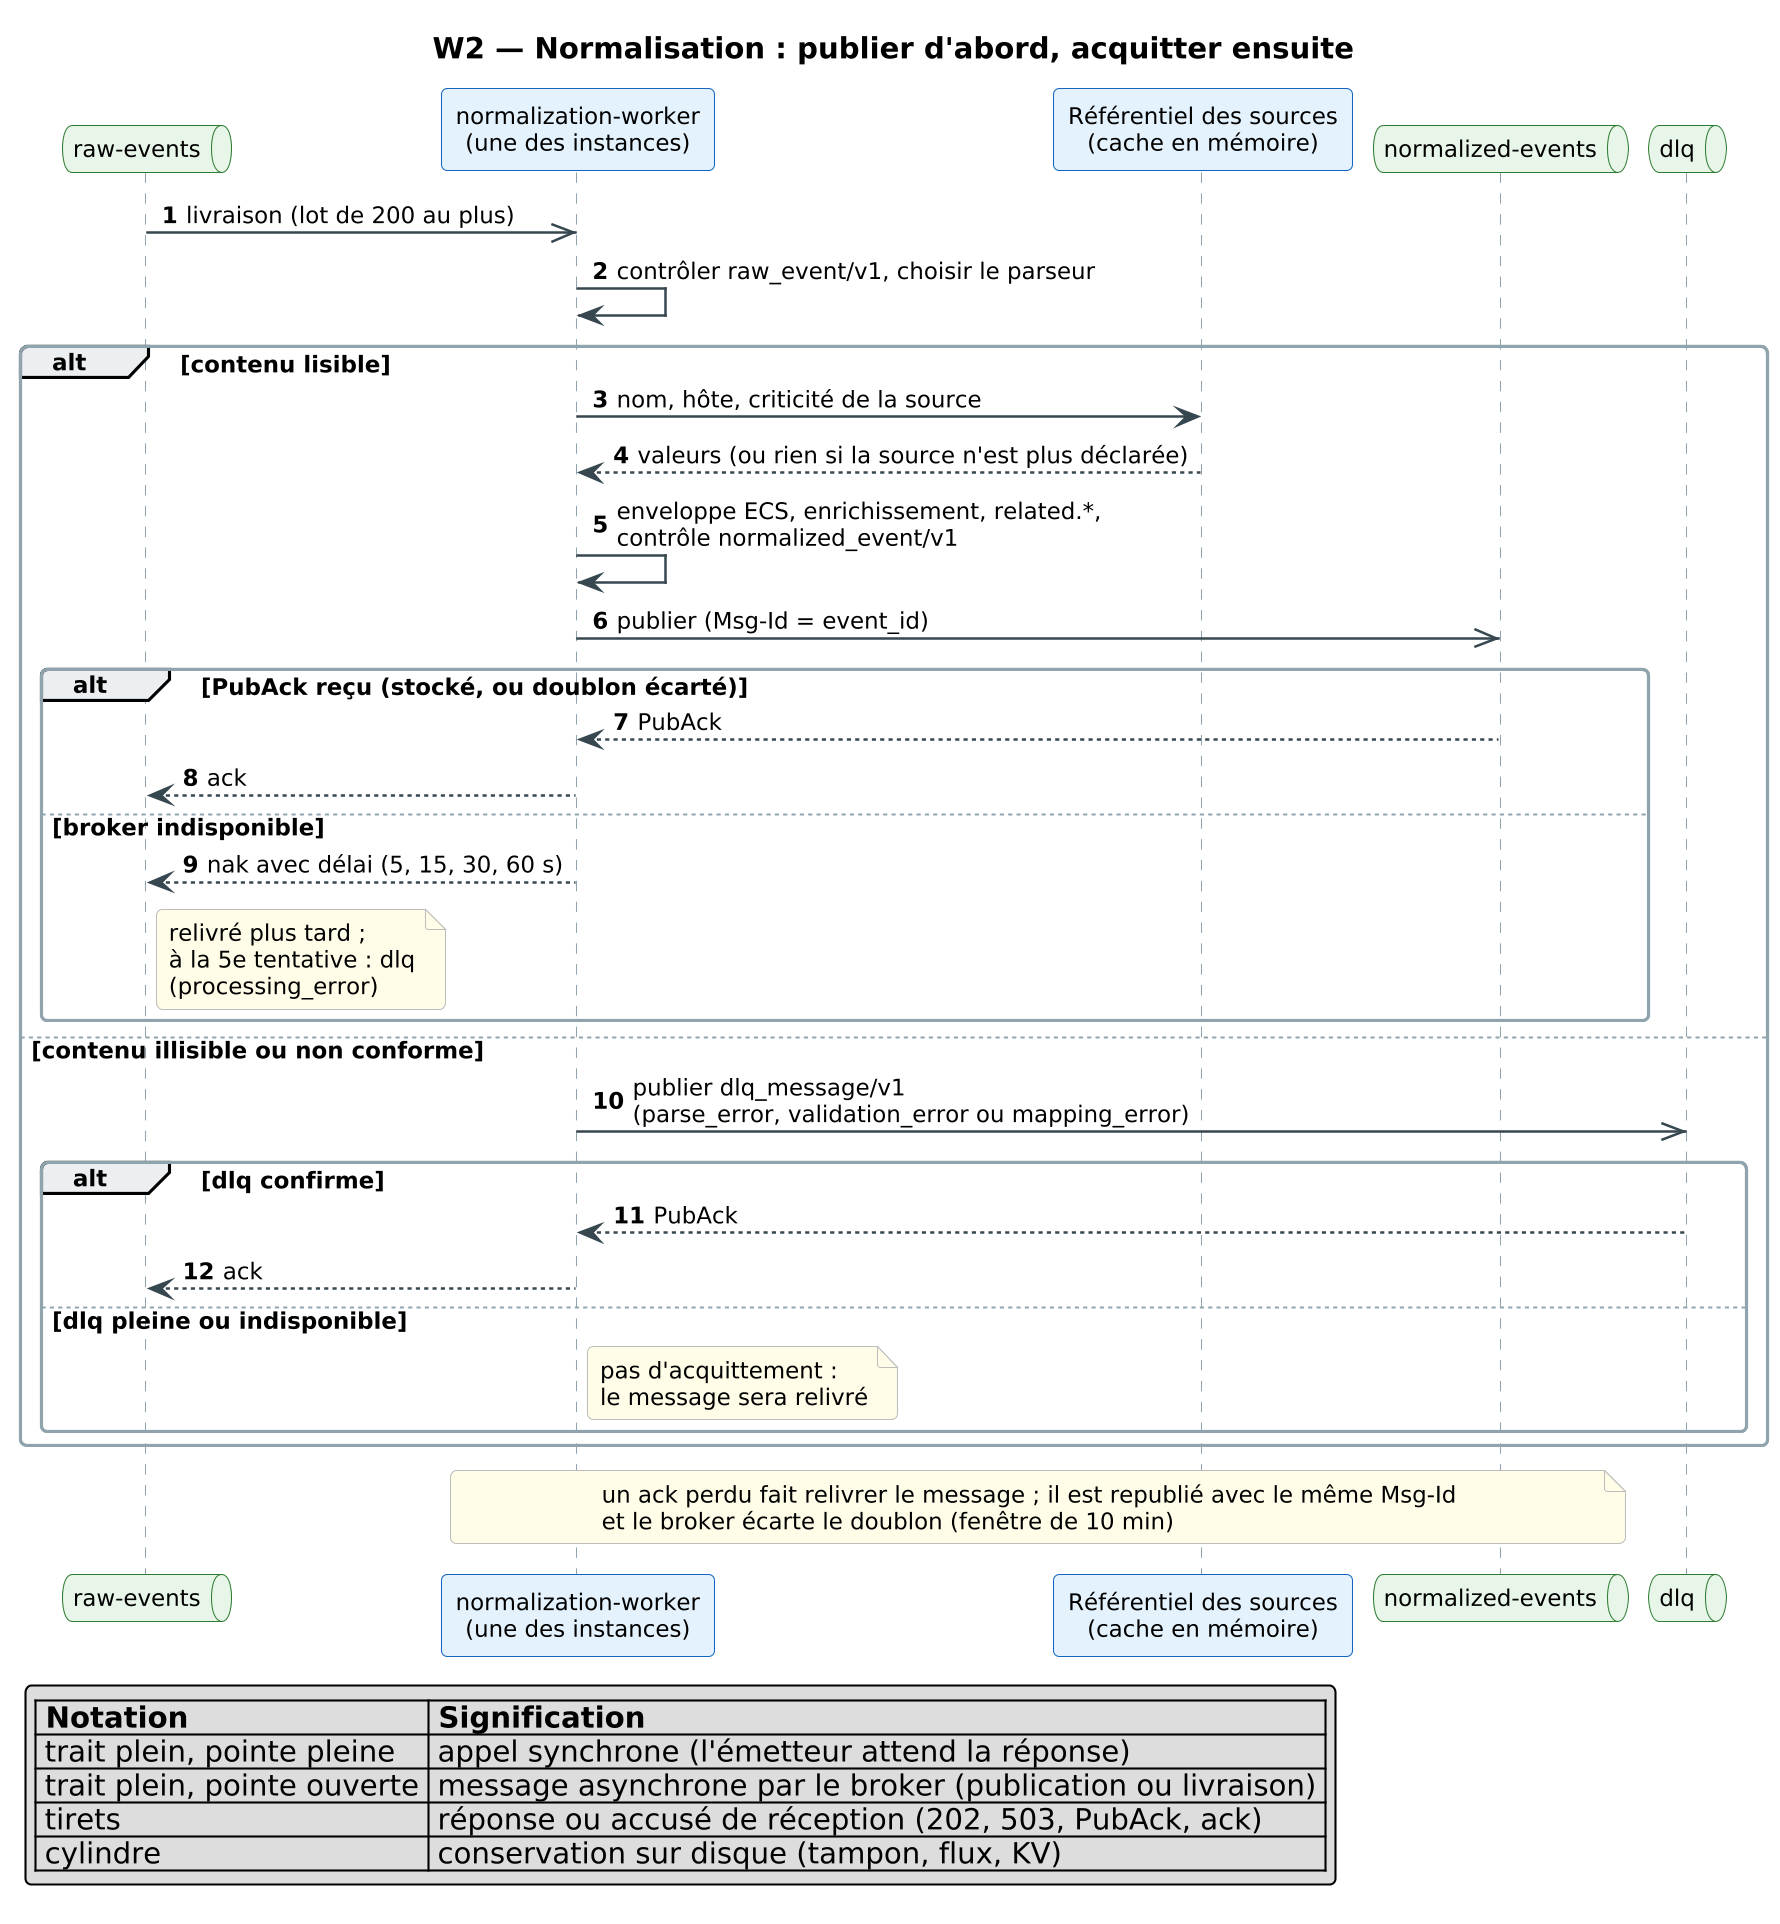 W2 — Normalisation : publier d'abord, acquitter ensuite
raw-events
normalization-worker
(une des instances)
Référentiel des sources
(cache en mémoire)
normalized-events
dlq
1 livraison (lot de 200 au plus)
2 contrôler raw_event/v1, choisir le parseur
alt
[contenu lisible]
3 nom, hôte, criticité de la source
4 valeurs (ou rien si la source n'est plus déclarée)
5 enveloppe ECS, enrichissement, related.*,
contrôle normalized_event/v1
6 publier (Msg-Id = event_id)
alt
[PubAck reçu (stocké, ou doublon écarté)]
7 PubAck
8 ack
[broker indisponible]
9 nak avec délai (5, 15, 30, 60 s)
relivré plus tard ;
à la 5e tentative : dlq
(processing_error)
[contenu illisible ou non conforme]
10 publier dlq_message/v1
(parse_error, validation_error ou mapping_error)
alt
[dlq confirme]
11 PubAck
12 ack
[dlq pleine ou indisponible]
pas d'acquittement :
le message sera relivré
un ack perdu fait relivrer le message ; il est republié avec le même Msg-Id
et le broker écarte le doublon (fenêtre de 10 min)
raw-events
normalization-worker
(une des instances)
Référentiel des sources
(cache en mémoire)
normalized-events
dlq
Notation Signification
trait plein, pointe pleine appel synchrone (l'émetteur attend la réponse)
trait plein, pointe ouverte message asynchrone par le broker (publication ou livraison)
tirets réponse ou accusé de réception (202, 503, PubAck, ack)
cylindre conservation sur disque (tampon, flux, KV)